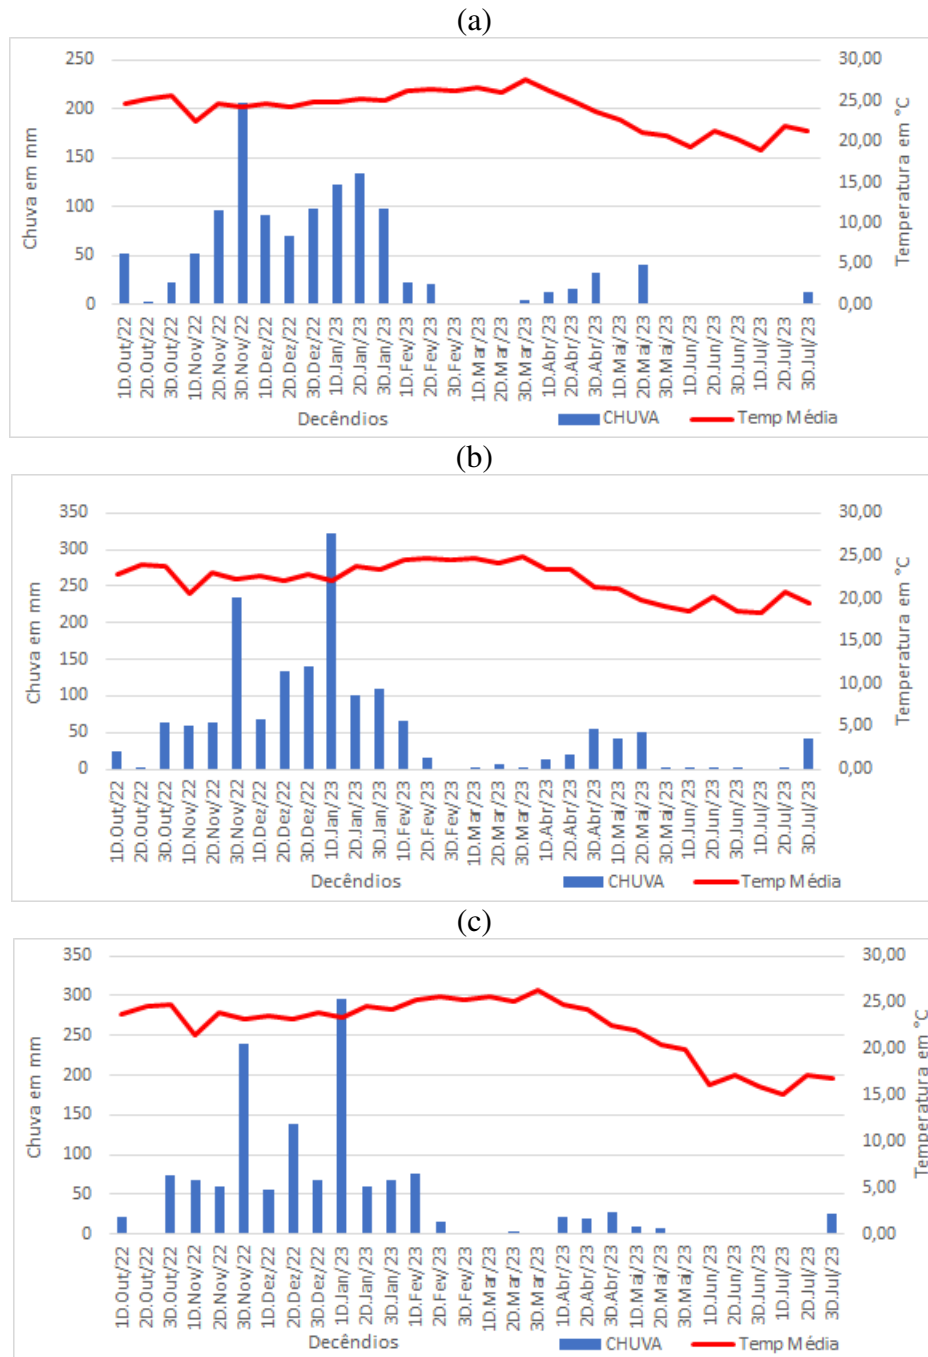 (a)
250 30,00
200 25,00
150 20,00
15,00
100 10,00
50 5,00
0 0,00
Chuva em mm
Temperatura em °C
1D.Out/22 2D.Out/22 3D.Out/22 1D.Nov/22 2D.Nov/22 3D.Nov/22 1D.Dez/22 2D.Dez/22 3D.Dez/22 1D.Jan/23 2D.Jan/23 3D.Jan/23 1D.Fev/23 2D.Fev/23 3D.Fev/23 1D.Mar/23 2D.Mar/23 3D.Mar/23 1D.Abr/23 2D.Abr/23 3D.Abr/23 1D.Mai/23 2D.Mai/23 3D.Mai/23 1D.Jun/23 2D.Jun/23 3D.Jun/23 1D.Jul/23 2D.Jul/23 3D.Jul/23
Decêndios CHUVA Temp Média
(b)
350 30,00
300 25,00
250 20,00
200
150 15,00
100 10,00
50 5,00
0 0,00
Chuva em mm
Temperatura em °C
1D.Out/22 2D.Out/22 3D.Out/22 1D.Nov/22 2D.Nov/22 3D.Nov/22 1D.Dez/22 2D.Dez/22 3D.Dez/22 1D.Jan/23 2D.Jan/23 3D.Jan/23 1D.Fev/23 2D.Fev/23 3D.Fev/23 1D.Mar/23 2D.Mar/23 3D.Mar/23 1D.Abr/23 2D.Abr/23 3D.Abr/23 1D.Mai/23 2D.Mai/23 3D.Mai/23 1D.Jun/23 2D.Jun/23 3D.Jun/23 1D.Jul/23 2D.Jul/23 3D.Jul/23
Decêndios CHUVA Temp Média
(c)
350 30,00
300 25,00
250 20,00
200
150 15,00
100 10,00
50 5,00
0 0,00
Chuva em mm
Temperatura em °C
1D.Out/22 2D.Out/22 3D.Out/22 1D.Nov/22 2D.Nov/22 3D.Nov/22 1D.Dez/22 2D.Dez/22 3D.Dez/22 1D.Jan/23 2D.Jan/23 3D.Jan/23 1D.Fev/23 2D.Fev/23 3D.Fev/23 1D.Mar/23 2D.Mar/23 3D.Mar/23 1D.Abr/23 2D.Abr/23 3D.Abr/23 1D.Mai/23 2D.Mai/23 3D.Mai/23 1D.Jun/23 2D.Jun/23 3D.Jun/23 1D.Jul/23 2D.Jul/23 3D.Jul/23
Decêndios CHUVA Temp Média